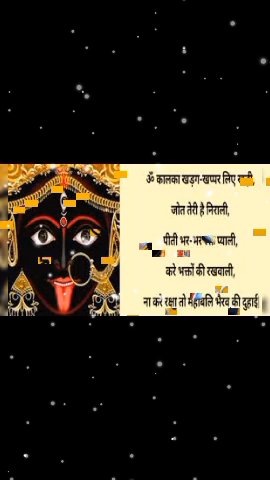 ॐ कालका खड़ग-खप्पर लिए
जोत तेरी है निराली,
पीती भर-भर प्याली,
करे भक्तों की रखवाली,
ना करे रक्षा तो महाबलि भैरव की दुहाई